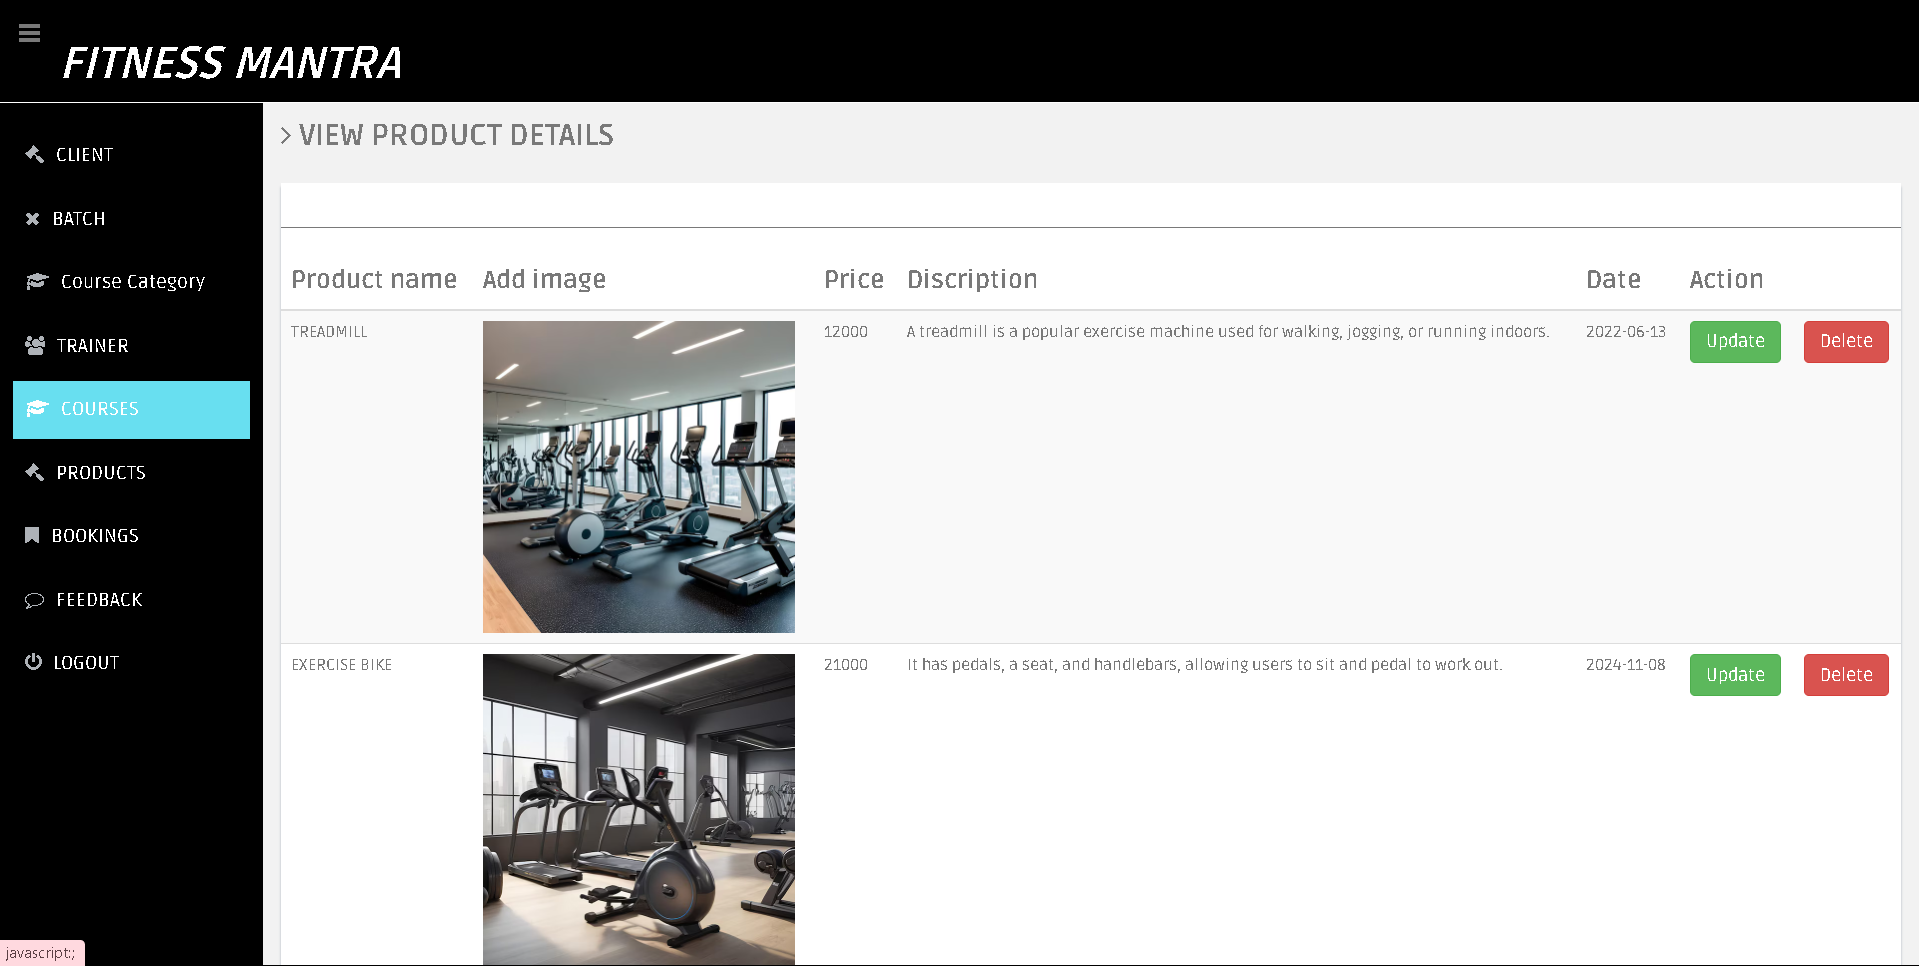 FITNESS MANTRA
CLIENT
BATCH
Course Category
TRAINER
COURSES
PRODUCTS
BOOKINGS
FEEDBACK
LOGOUT
> VIEW PRODUCT DETAILS
Product name Add image Price Discription Date Action
TREADMILL 12000 A treadmill is a popular exercise machine used for walking, jogging, or running indoors. 2022-06-13 Update Delete
EXERCISE BIKE 21000 It has pedals, a seat, and handlebars, allowing users to sit and pedal to work out. 2024-11-08 Update Delete
javascript:;